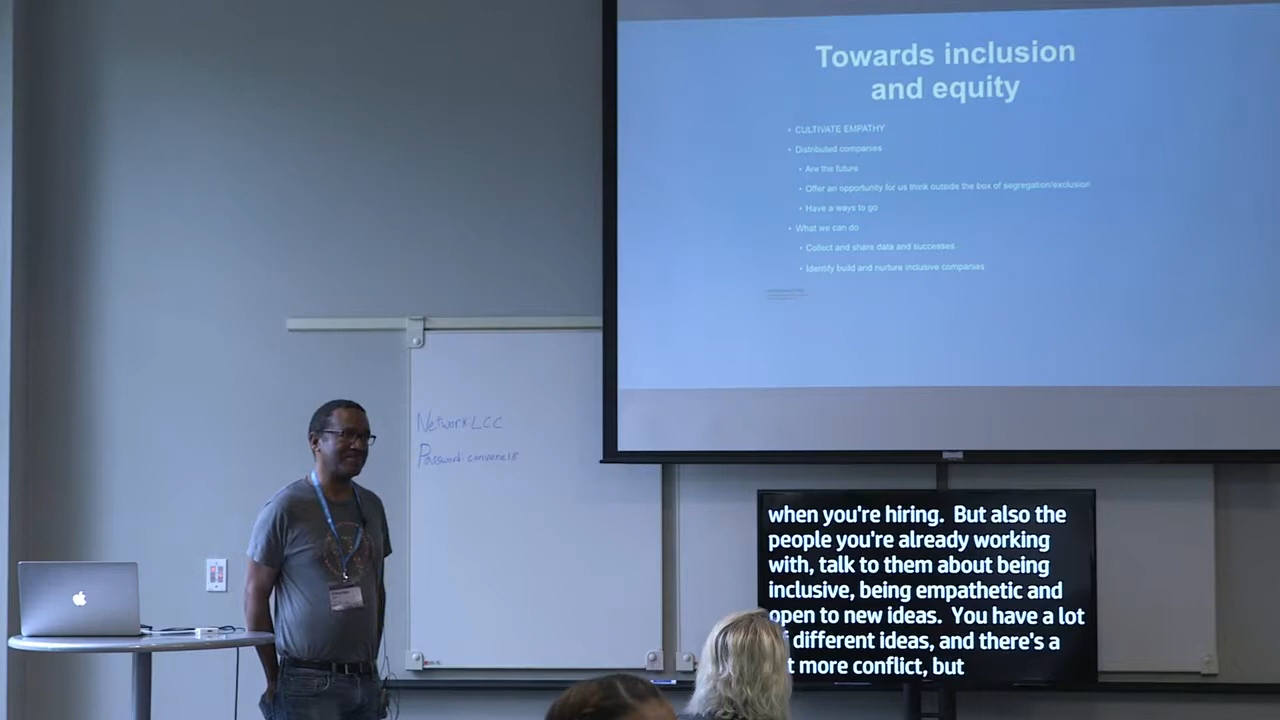 Towards inclusion
and equity
• CULTIVATE EMPATHY
• Distributed companies
• Are the future
• Offer an opportunity for us think outside the box of segregation/exclusion
• Have a ways to go
• What we can do
• Collect and share data and successes
• Identify build and nurture inclusive companies
Network: LCC
Password:
when you're hiring. But also the
people you're already working
with, talk to them about being
inclusive, being empathetic and
open to new ideas. You have a lot
different ideas, and there's a
more conflict, but